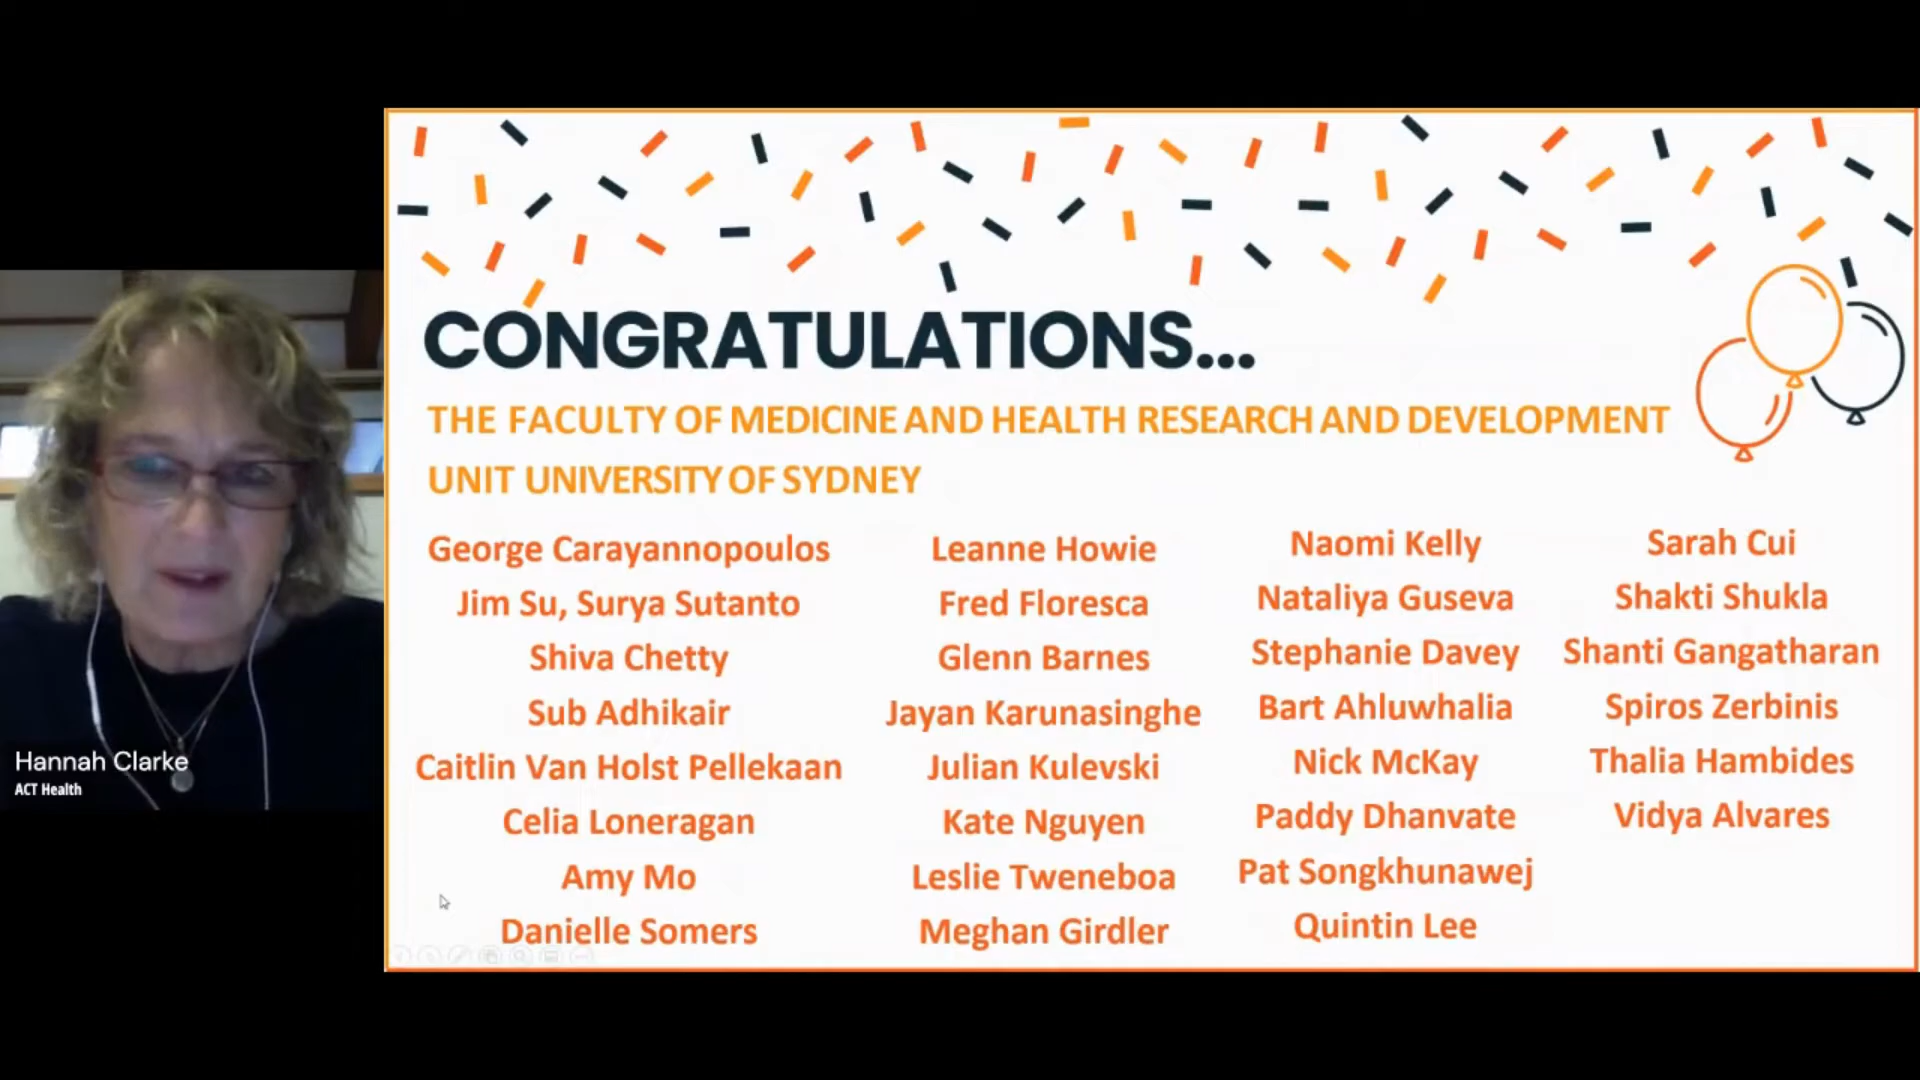 CONGRATULATIONS...
THE FACULTY OF MEDICINE AND HEALTH RESEARCH AND DEVELOPMENT
UNIT UNIVERSITY OF SYDNEY
George Carayannopoulos
Jim Su, Surya Sutanto
Shiva Chetty
Sub Adhikair
Caitlin Van Holst Pellekaan
Celia Loneragan
Amy Mo
Danielle Somers
Leanne Howie
Fred Floresca
Glenn Barnes
Jayan Karunasinghe
Julian Kulevski
Kate Nguyen
Leslie Tweneboa
Meghan Girdler
Naomi Kelly
Nataliya Guseva
Stephanie Davey
Bart Ahluwhalia
Nick McKay
Paddy Dhanvate
Pat Songkhunawej
Quintin Lee
Sarah Cui
Shakti Shukla
Shanti Gangatharan
Spiros Zerbinis
Thalia Hambides
Vidya Alvares
Hannah Clarke
ACT Health